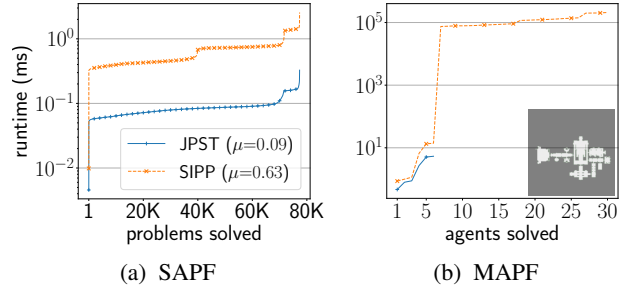 runtime (ms)
10^0
10^-1
10^-2
JPST (μ=0.09)
SIPP (μ=0.63)
1 20K 40K 60K 80K
problems solved
(a) SAPF
10^5
10^3
10^1
1 5 10 15 20 25 30
agents solved
(b) MAPF